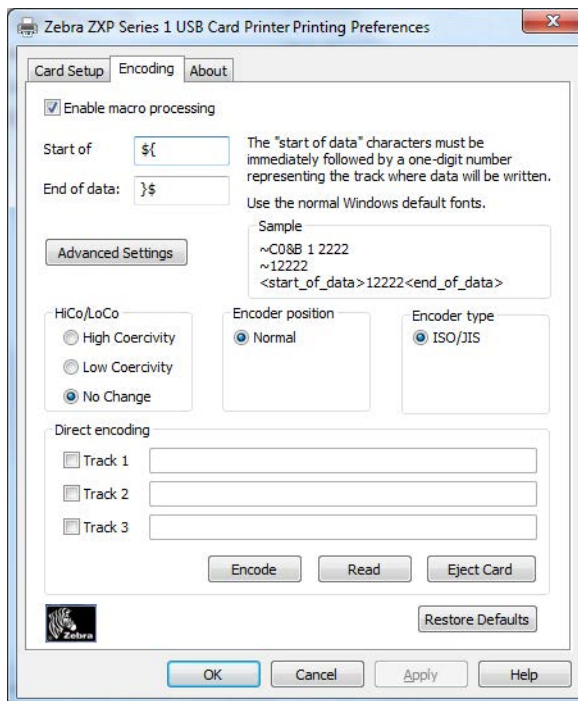 Zebra ZXP Series 1 USB Card Printer Printing Preferences
Card Setup Encoding About
Enable macro processing
Start of ${
End of data: }$
The "start of data" characters must be
immediately followed by a one-digit number
representing the track where data will be written.
Use the normal Windows default fonts.
Advanced Settings
Sample
~C0&B 1 2222
~12222
<start_of_data>12222<end_of_data>
HiCo/LoCo
High Coercivity
Low Coercivity
No Change
Encoder position
Normal
Encoder type
ISO/JIS
Direct encoding
Track 1
Track 2
Track 3
Encode Read Eject Card
Zebra
Restore Defaults
OK Cancel Apply Help